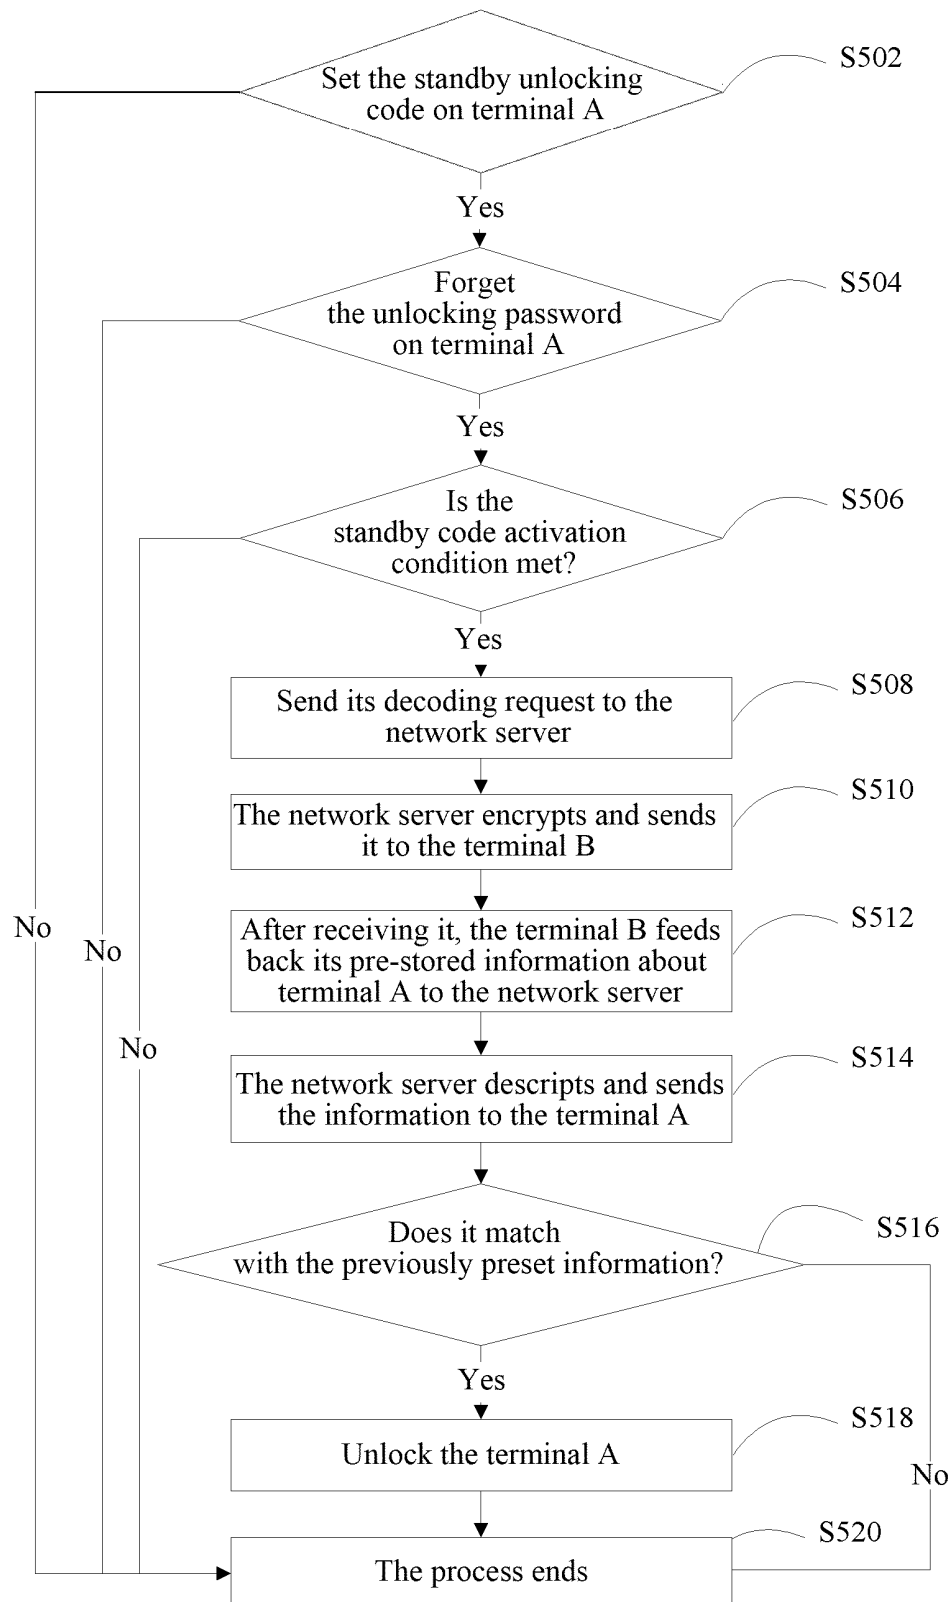 Set the standby unlocking
code on terminal A
S502
Yes
Forget
the unlocking password
on terminal A
S504
Yes
Is the
standby code activation
condition met?
S506
Yes
Send its decoding request to the
network server
S508
The network server encrypts and sends
it to the terminal B
S510
After receiving it, the terminal B feeds
back its pre-stored information about
terminal A to the network server
S512
No
No
No
The network server descripts and sends
the information to the terminal A
S514
Does it match
with the previously preset information?
S516
Yes
Unlock the terminal A
S518
No
The process ends
S520